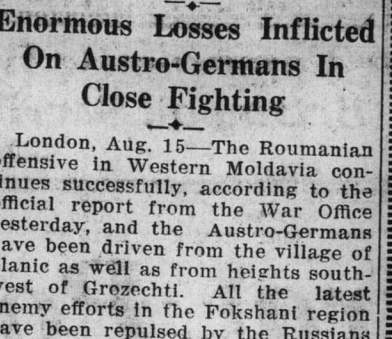 Enormous Losses Inflicted
On Austro-Germans In
Close Fighting
London, Aug. 15—The Roumanian
offensive in Western Moldavia con-
tinues successfully, according to the
official report from the War Office
yesterday, and the Austro-Germans
have been driven from the village of
lanic as well as from heights south-
west of Grozechti. All the latest
enemy efforts in the Fokshani region
have been repulsed by the Russians